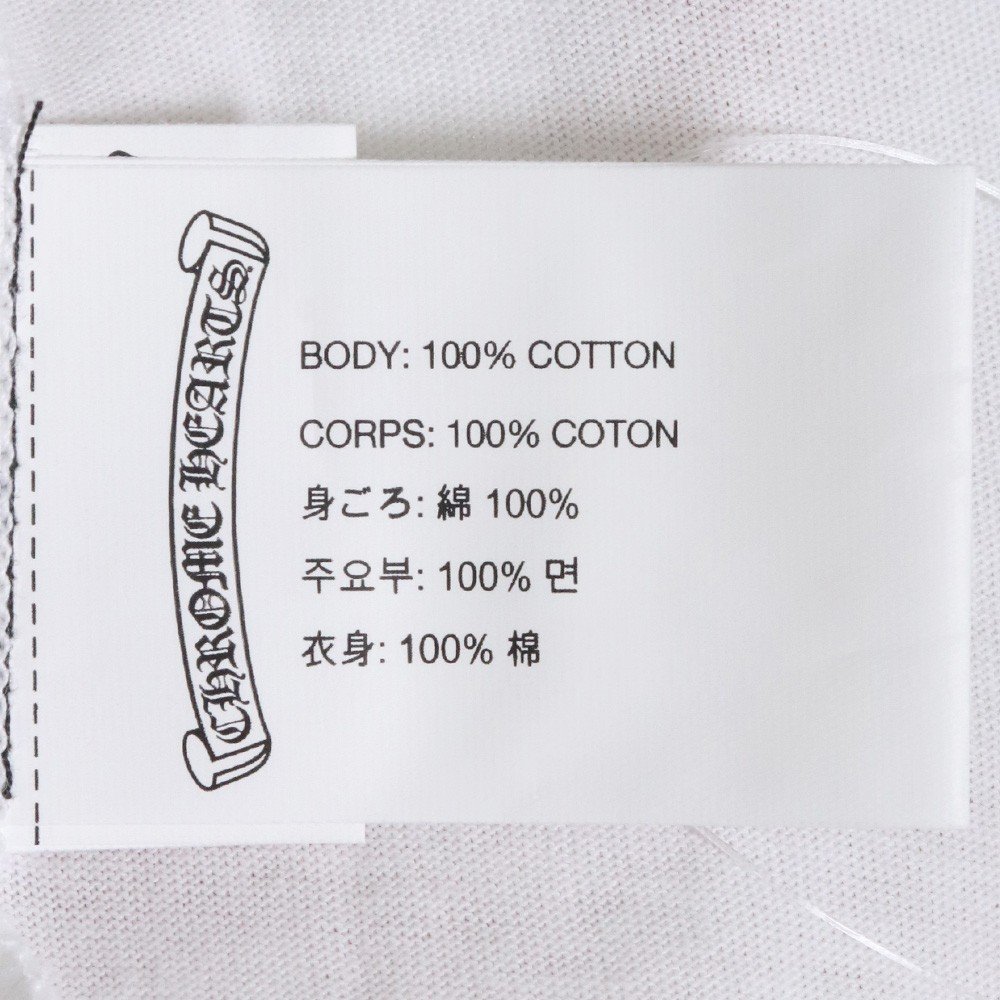 CHROME HEARTS
BODY: 100% COTTON
CORPS: 100% COTON
身ごろ: 綿 100%
주요부: 100% 면
衣身: 100% 棉